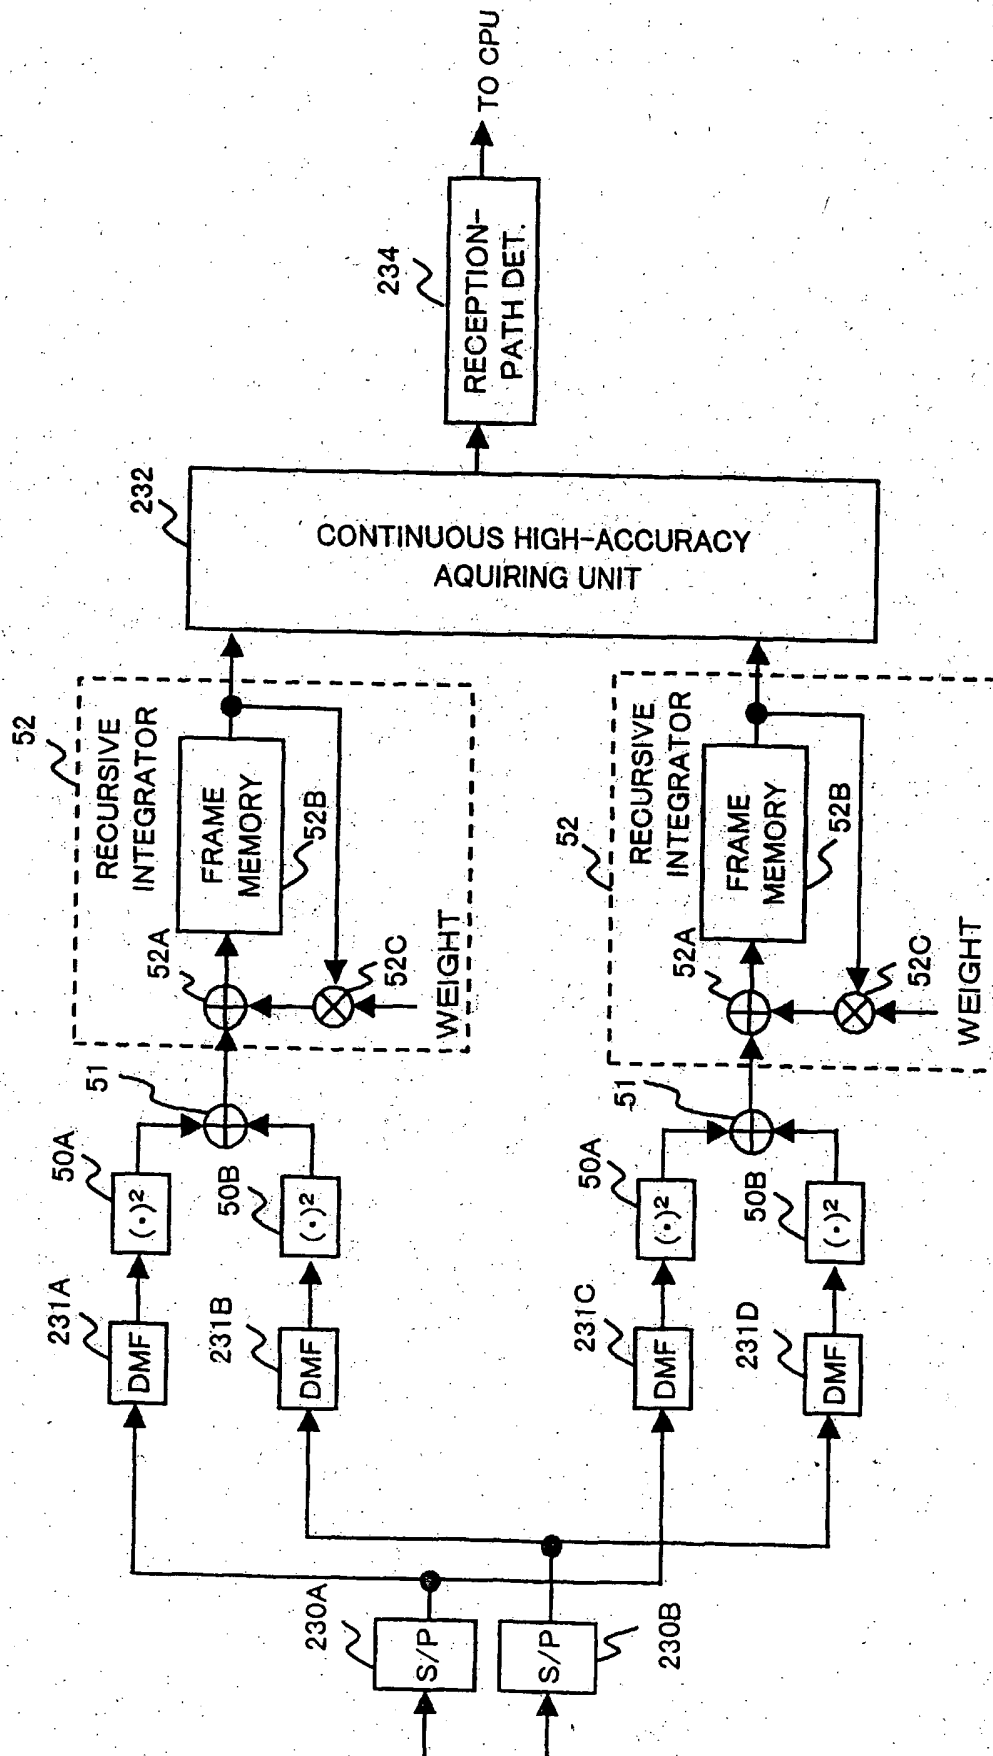 230A
S/P
S/P
230B
231A
DMF
231B
DMF
231C
DMF
231D
DMF
50A
(·)²
50B
(·)²
50A
(·)²
50B
(·)²
51
51
52
RECURSIVE
INTEGRATOR
52A
FRAME
MEMORY
52B
52C
WEIGHT
52
RECURSIVE
INTEGRATOR
52A
FRAME
MEMORY
52B
52C
WEIGHT
232
CONTINUOUS HIGH-ACCURACY
AQUIRING UNIT
234
RECEPTION-
PATH DET.
TO CPU